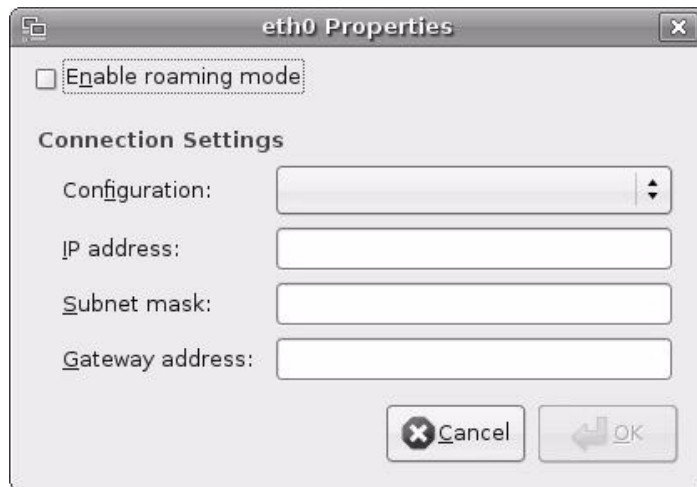 eth0 Properties
Enable roaming mode
Connection Settings
Configuration:
IP address:
Subnet mask:
Gateway address:
Cancel
OK